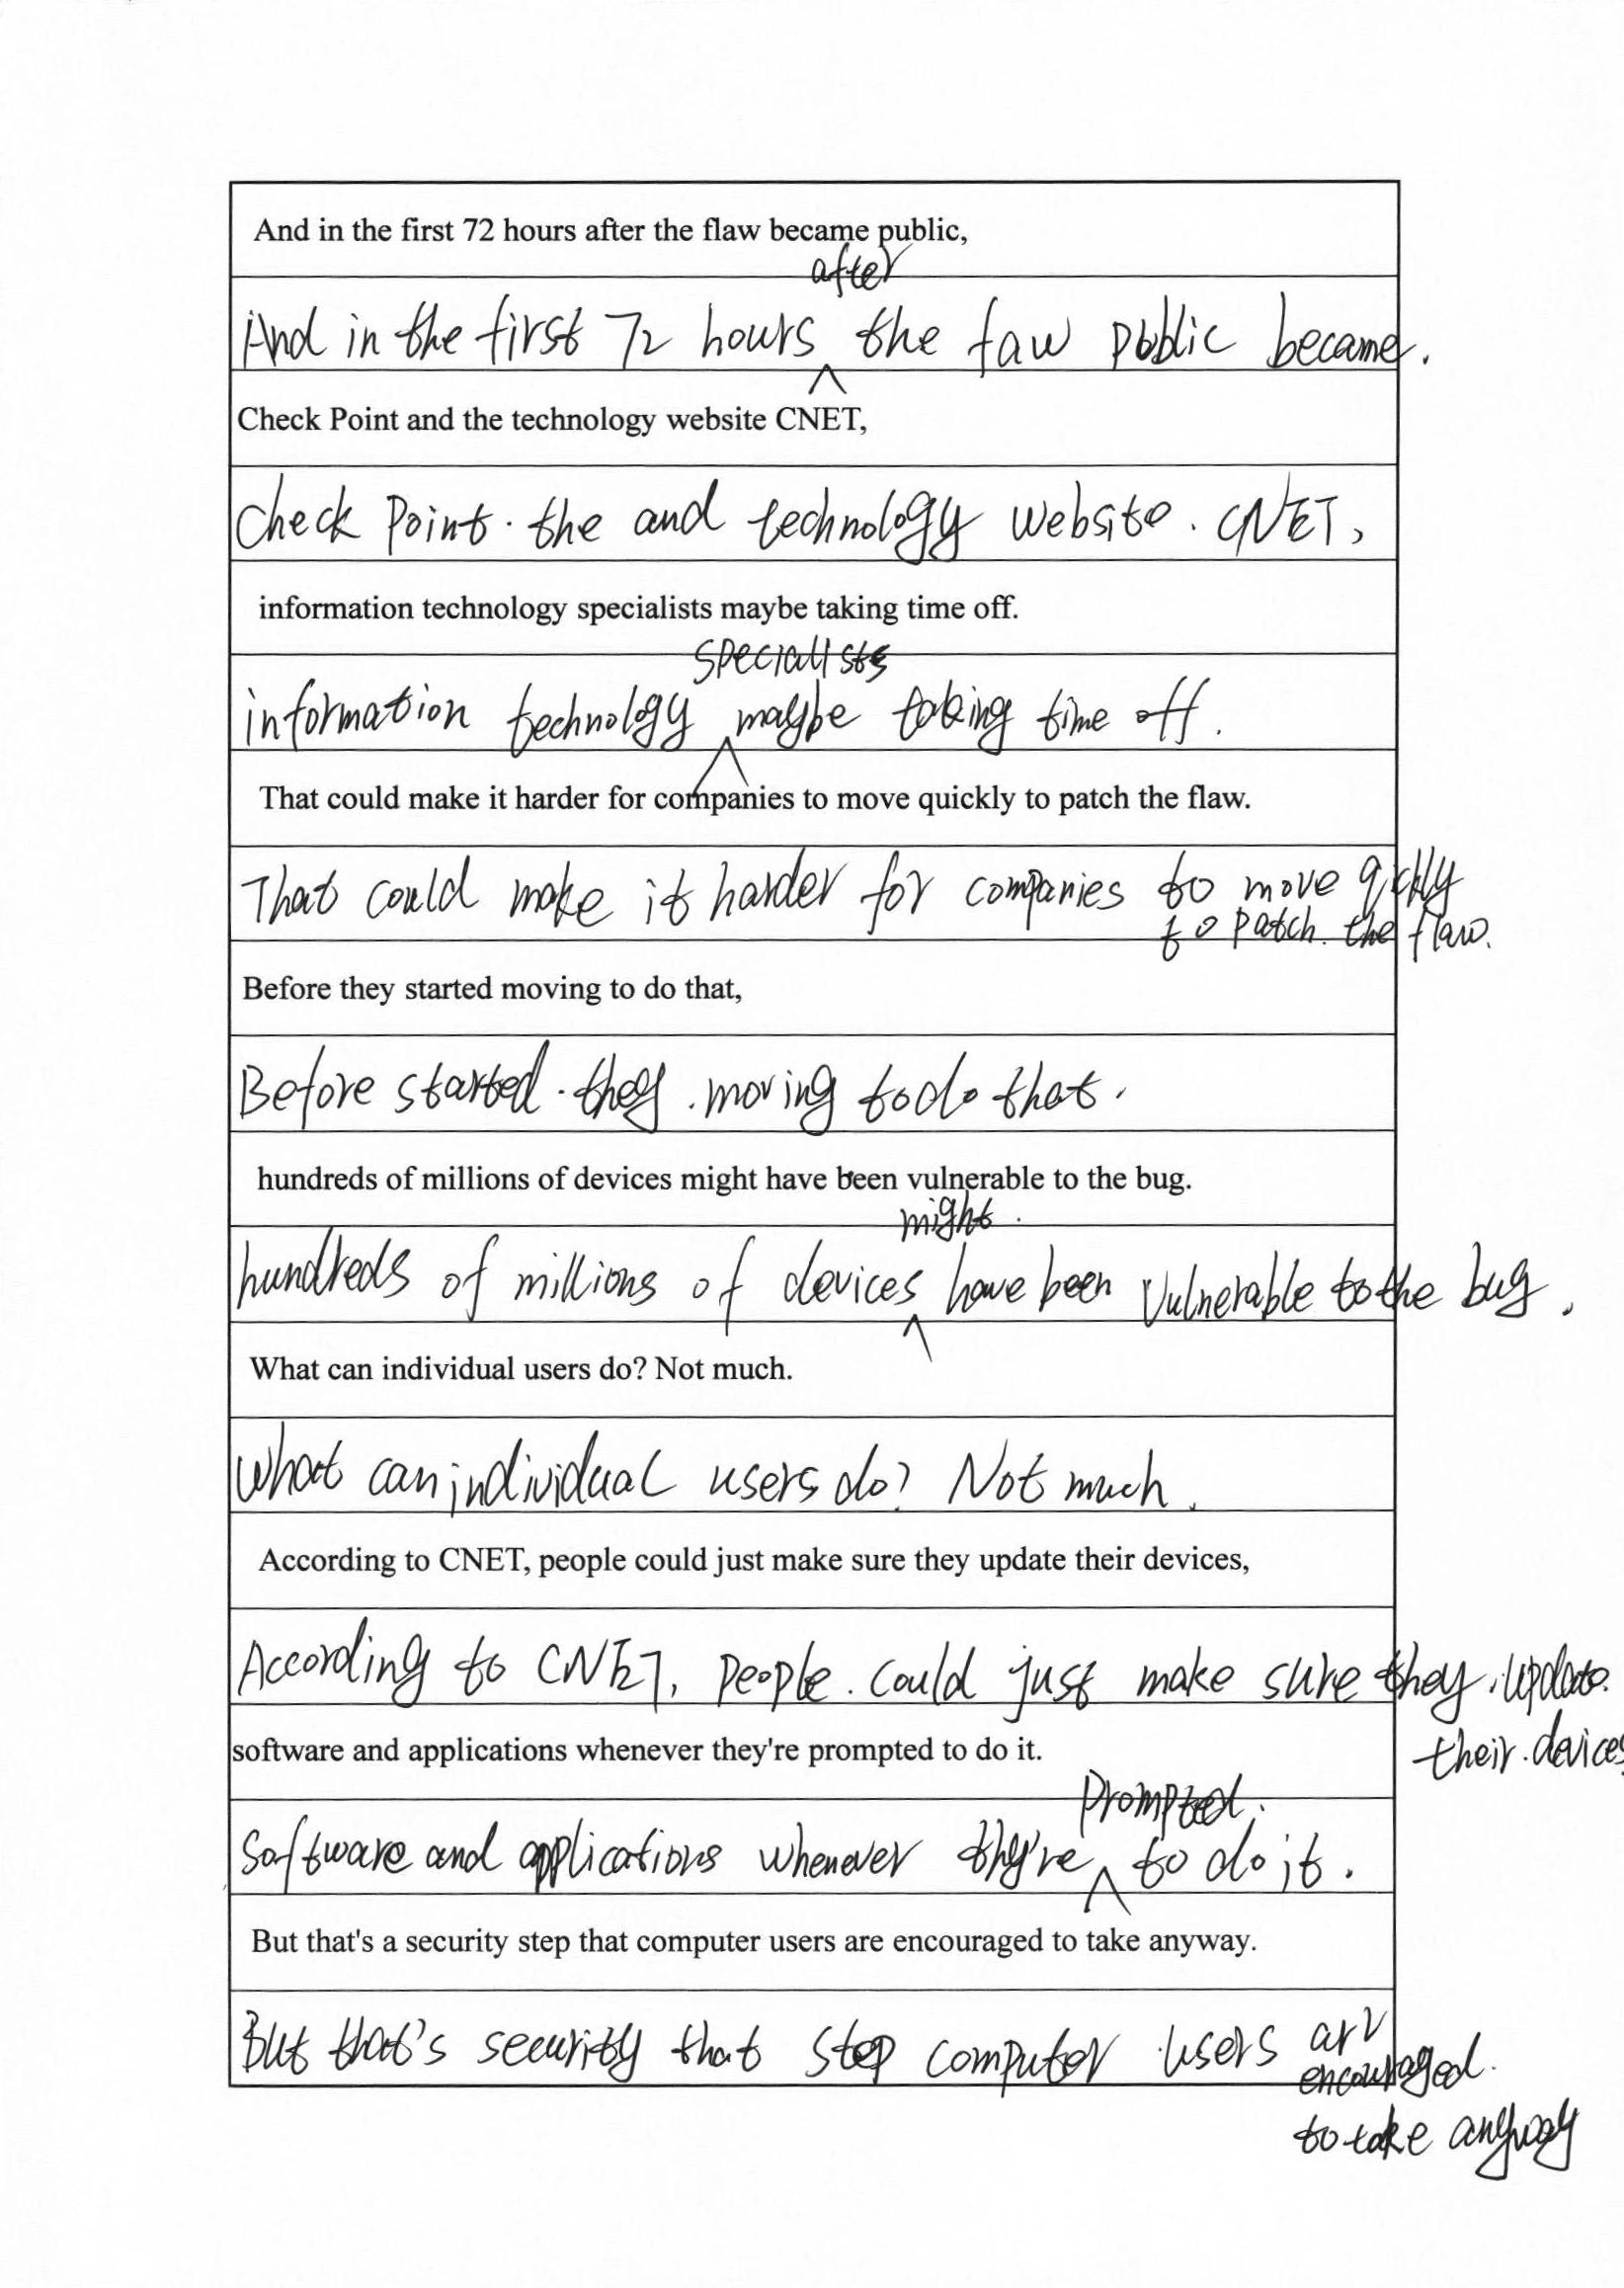 And in the first 72 hours after the flaw became public,
after
And in the first 72 hours the faw public became.
Check Point and the technology website CNET,
Check Point. the and technology website. CNET,
information technology specialists maybe taking time off.
specialists
information technology maybe taking time off.
That could make it harder for companies to move quickly to patch the flaw.
That could make it harder for companies to move qickly
to patch. the flaw.
Before they started moving to do that,
Before started. they. moving to do that.
hundreds of millions of devices might have been vulnerable to the bug.
might.
hundreds of millions of devices have been vulnerable to the bug.
What can individual users do? Not much.
What can individual users do? Not much.
According to CNET, people could just make sure they update their devices,
According to CNET, People. could just make sure they. update.
their. devices
software and applications whenever they're prompted to do it.
prompted.
Software and applications whenever they're to do it.
But that's a security step that computer users are encouraged to take anyway.
But that's security that step computer users are
encouraged.
to take anyway